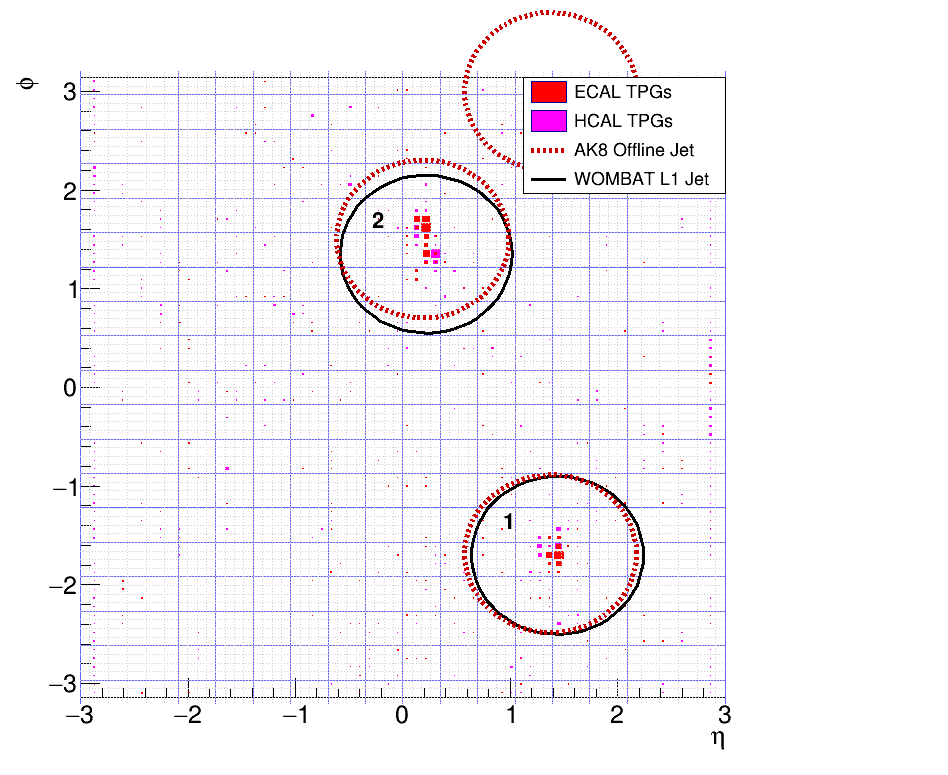 ϕ
3
2
1
0
−1
−2
−3
ECAL TPGs
HCAL TPGs
AK8 Offline Jet
WOMBAT L1 Jet
2
1
−3 −2 −1 0 1 2 3
η